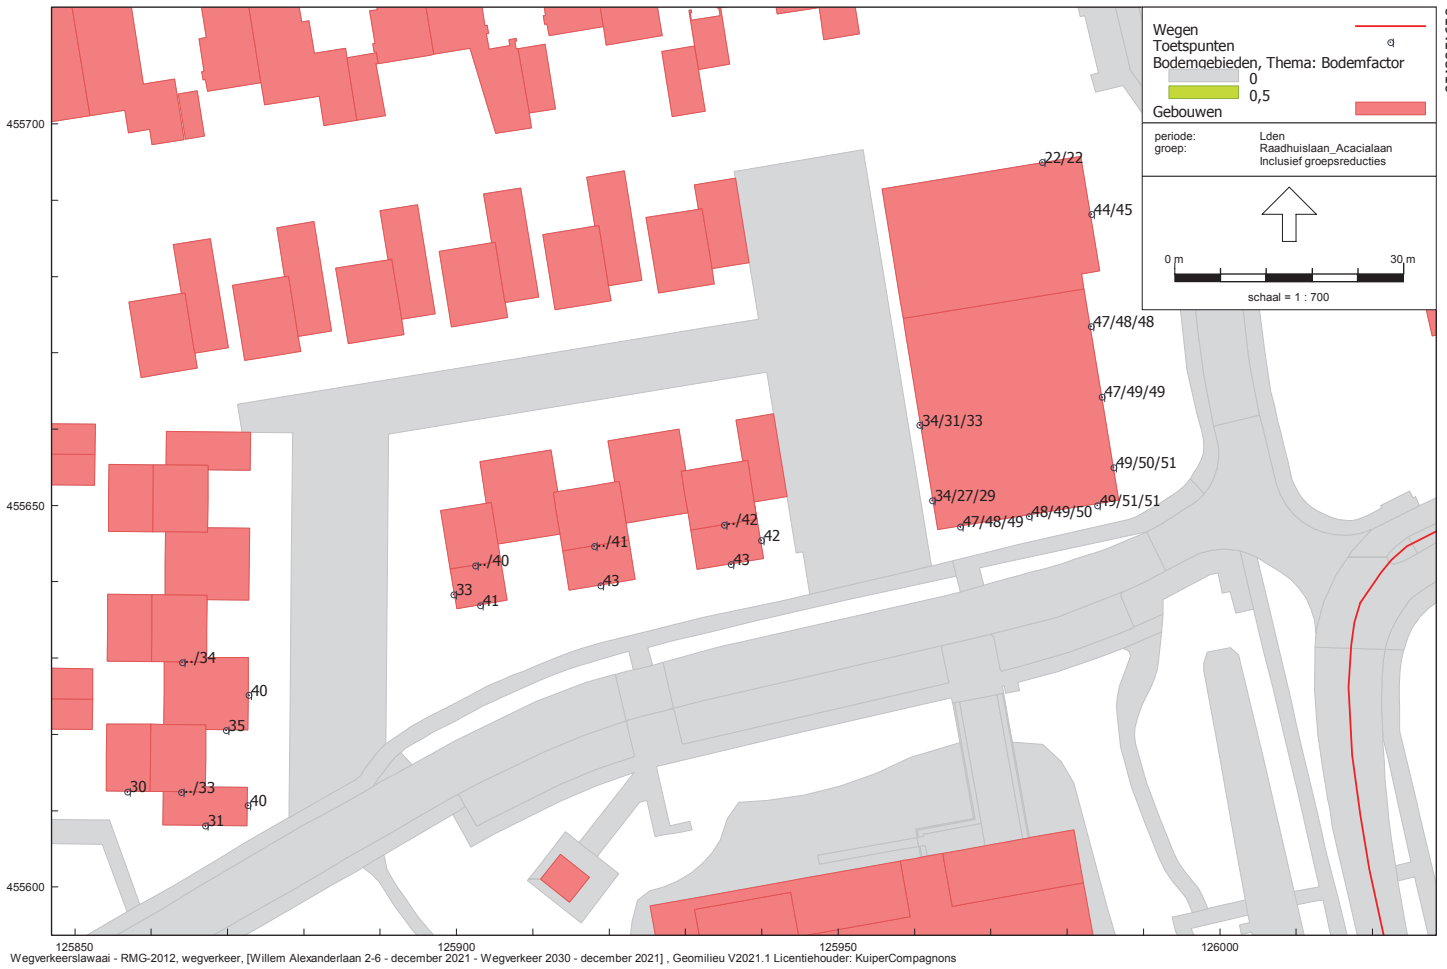 Wegen
Toetspunten
Bodemgebieden, Thema: Bodemfactor
0
0,5
Gebouwen
periode: Lden
groep: Raadhuislaan_Acacialaan
Inclusief groepsreducties
0 m 30 m
schaal = 1 : 700
455700
22/22
44/45
47/48/48
47/49/49
34/31/33
49/50/51
455650
34/27/29
49/51/51
48/49/50
47/48/49
../42
42
../41
43
../40
43
33
41
../34
40
35
30
../33
40
31
455600
125850 125900 125950 126000
Wegverkeerslawaai - RMG-2012, wegverkeer, [Willem Alexanderlaan 2-6 - december 2021 - Wegverkeer 2030 - december 2021] , Geomilieu V2021.1 Licentiehouder: KuiperCompagnons